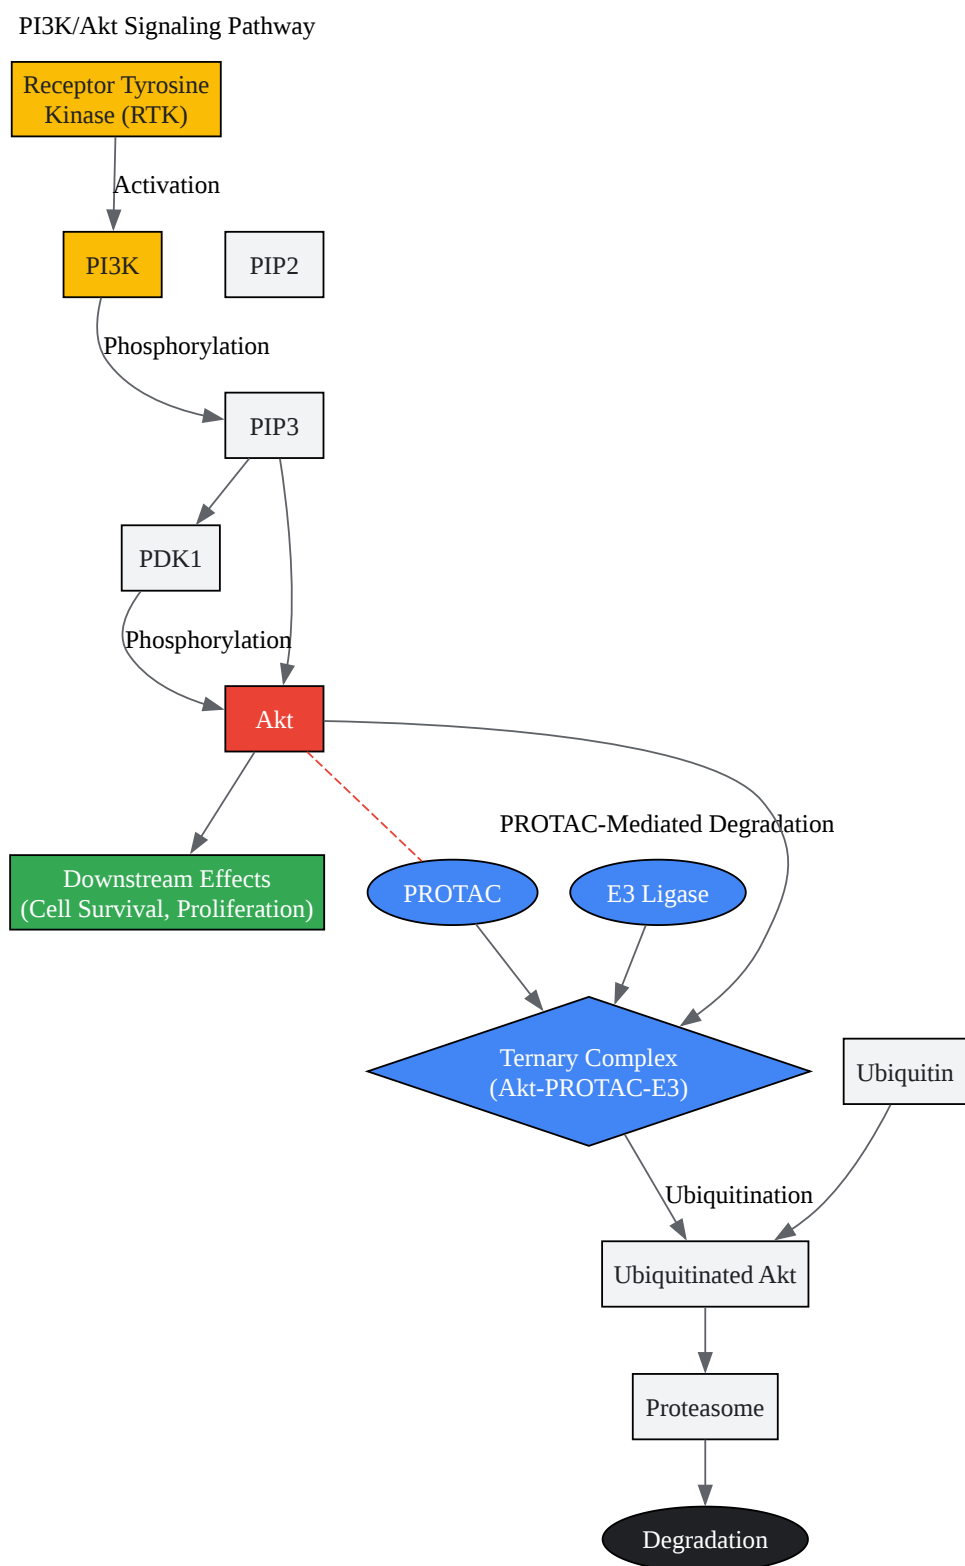 PI3K/Akt Signaling Pathway
Receptor Tyrosine
Kinase (RTK)
Activation
PI3K
PIP2
Phosphorylation
PIP3
PDK1
Phosphorylation
Akt
PROTAC-Mediated Degradation
Downstream Effects
(Cell Survival, Proliferation)
PROTAC
E3 Ligase
Ternary Complex
(Akt-PROTAC-E3)
Ubiquitin
Ubiquitination
Ubiquitinated Akt
Proteasome
Degradation